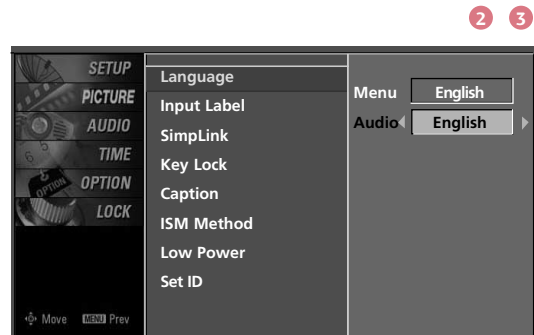 2 3
SETUP
PICTURE
AUDIO
TIME
OPTION
LOCK
Move MENU Prev
Language
Input Label
SimpLink
Key Lock
Caption
ISM Method
Low Power
Set ID
Menu English
Audio English